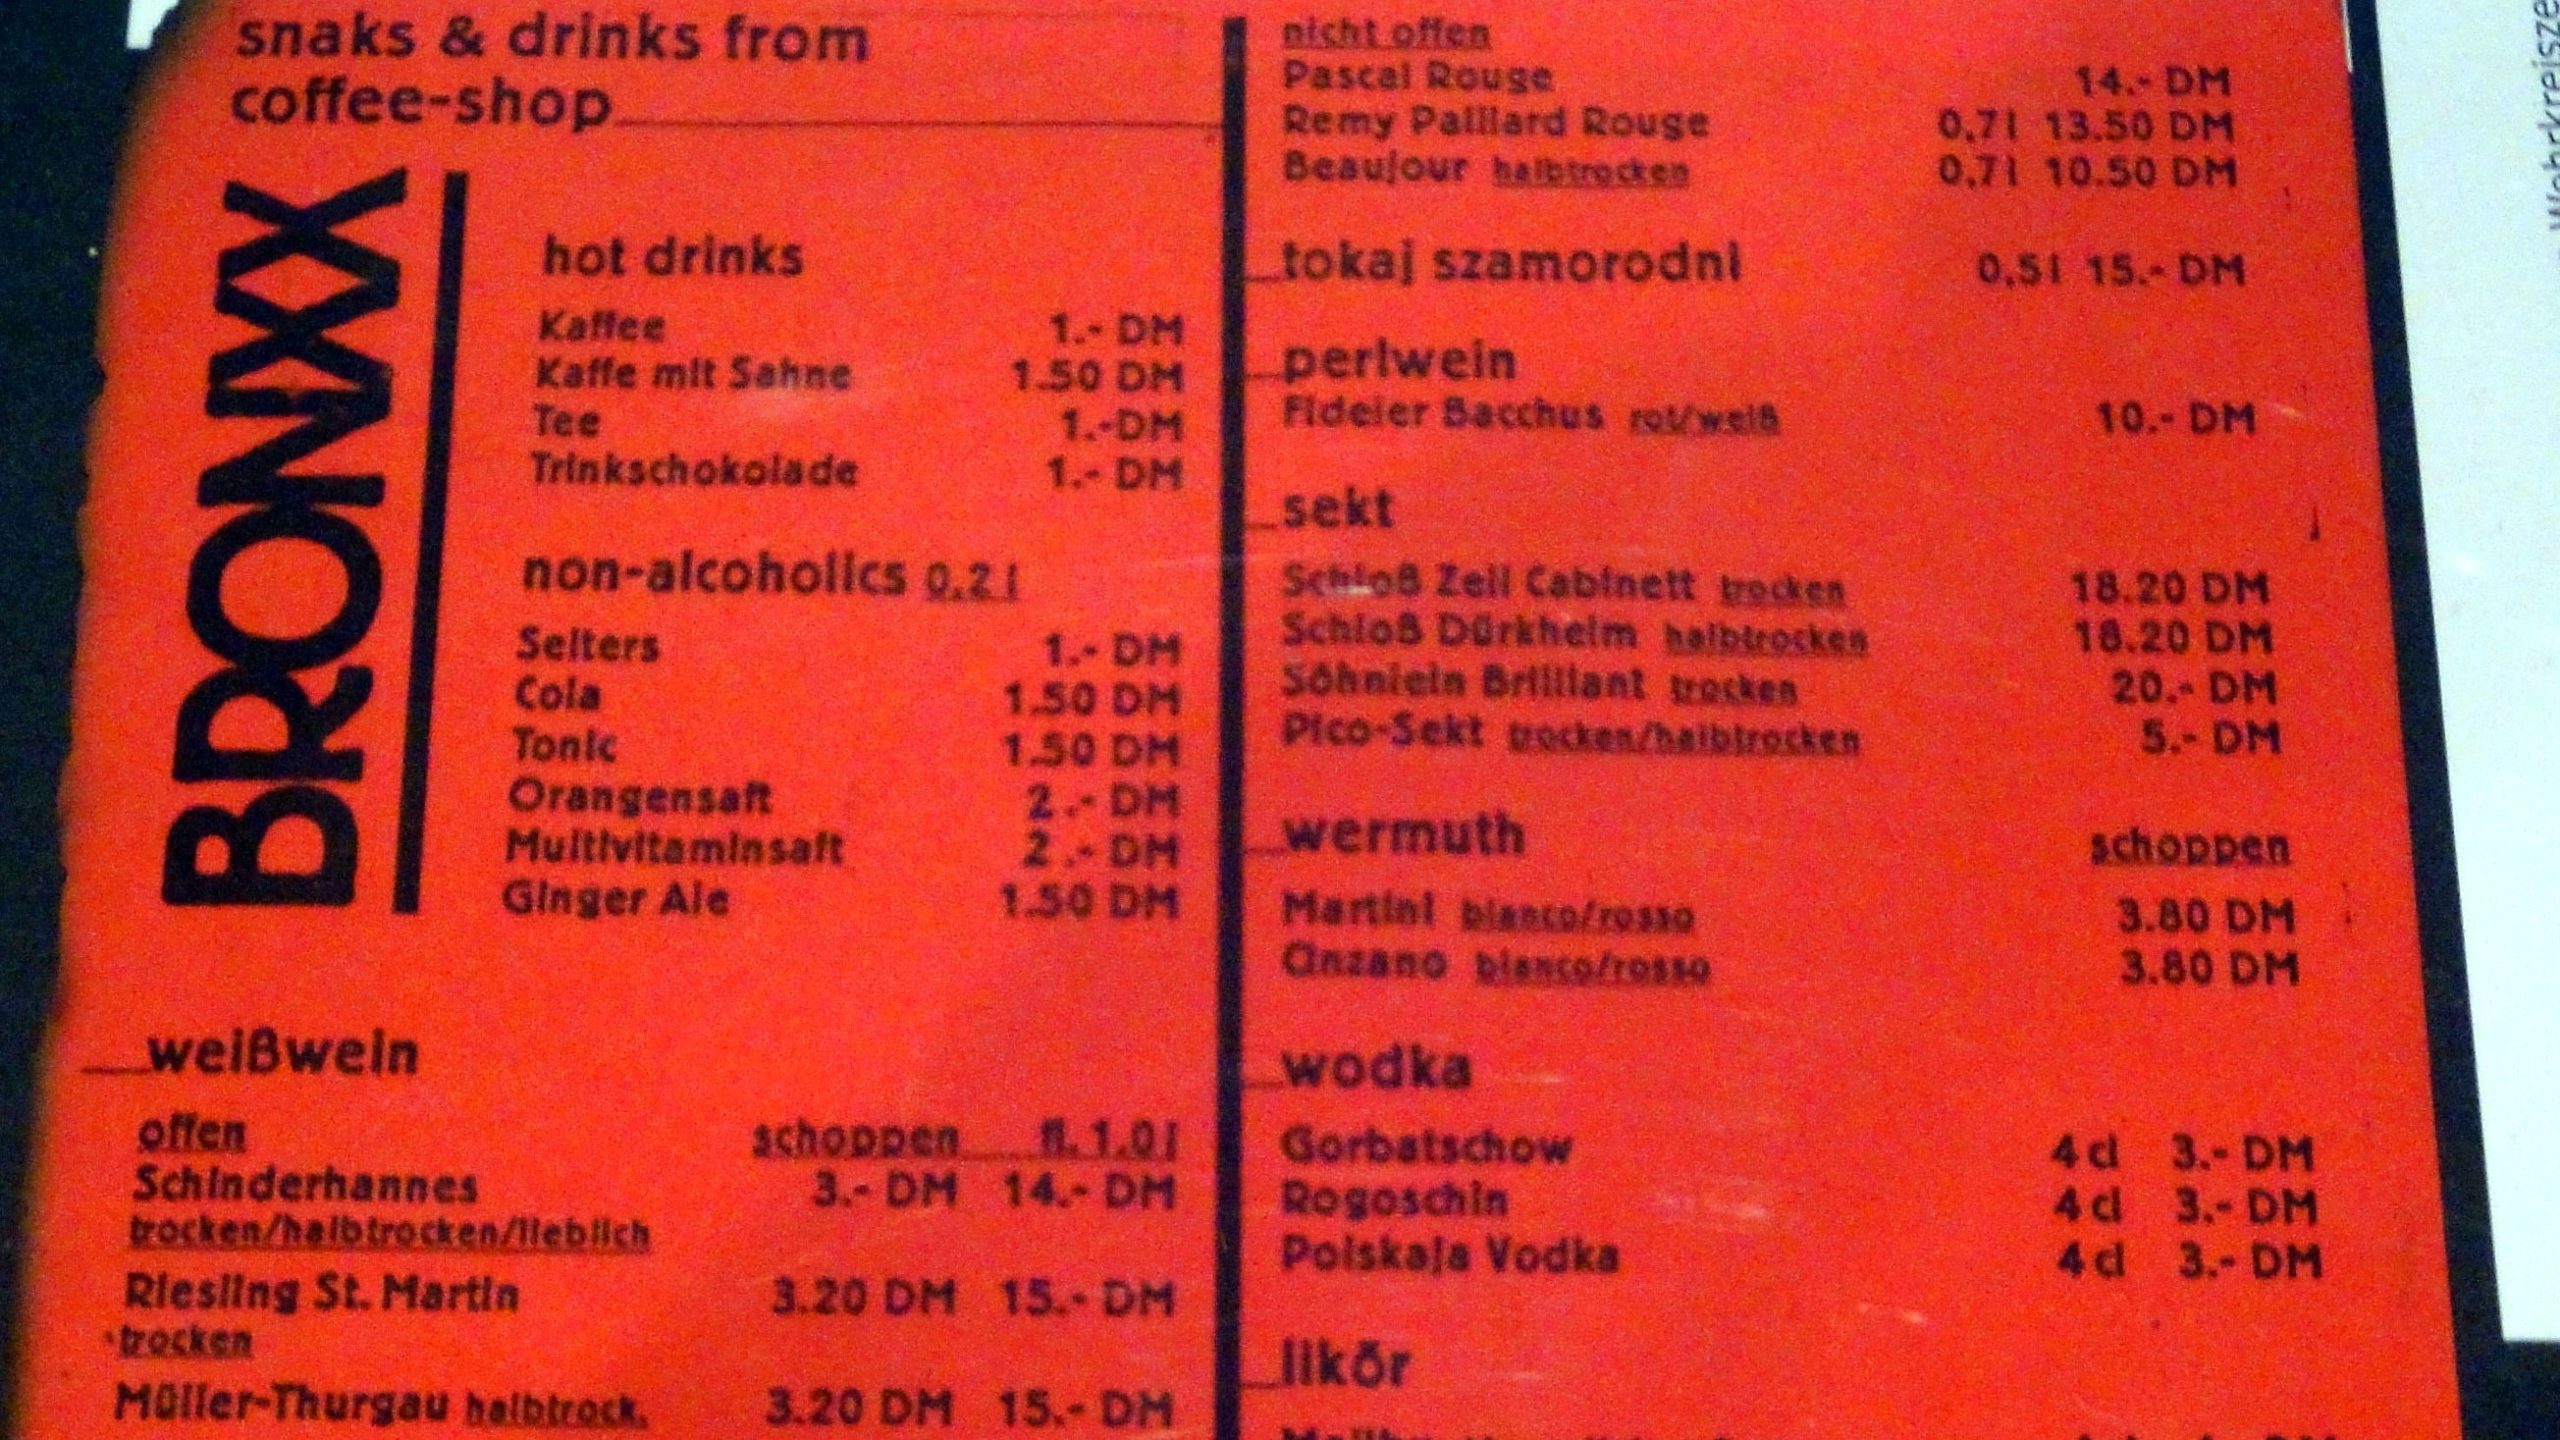 snaks & drinks from
coffee-shop
BRONXX
hot drinks
Kaffee 1.- DM
Kaffe mit Sahne 1.50 DM
Tee 1.-DM
Trinkschokolade 1.- DM
non-alcoholics 0.2 l
Selters 1.- DM
Cola 1.50 DM
Tonic 1.50 DM
Orangensaft 2.- DM
Multivitaminsaft 2.- DM
Ginger Ale 1.50 DM
weißwein
offen schoppen fl. 1.0 l
Schinderhannes 3.- DM 14.- DM
trocken/halbtrocken/lieblich
Riesling St. Martin 3.20 DM 15.- DM
trocken
Müller-Thurgau halbtrock. 3.20 DM 15.- DM
nicht offen
Pascal Rouge 14.- DM
Remy Paillard Rouge 0,7 l 13.50 DM
Beaujour halbtrocken 0,7 l 10.50 DM
tokaj szamorodni 0,5 l 15.- DM
perlwein
Fideler Bacchus rot/weiß 10.- DM
sekt
Schloß Zeil Cabinett trocken 18.20 DM
Schloß Dürkheim halbtrocken 18.20 DM
Söhnlein Brillant trocken 20.- DM
Pico-Sekt trocken/halbtrocken 5.- DM
wermuth schoppen
Martini bianco/rosso 3.80 DM
Cinzano bianco/rosso 3.80 DM
wodka
Gorbatschow 4 cl 3.- DM
Rogoschin 4 cl 3.- DM
Polskaja Vodka 4 cl 3.- DM
likör